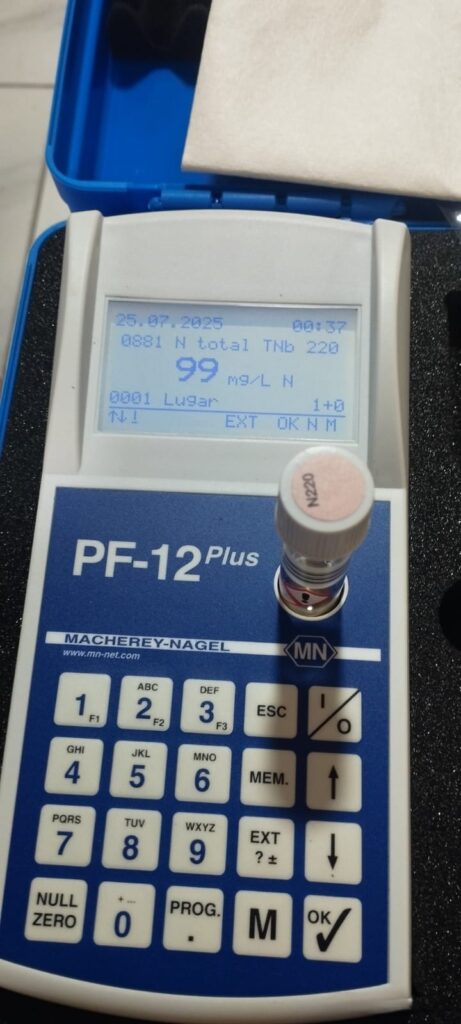 25.07.2025 00:37
0881 N total TNb 220
99 mg/L N
0001 Lugar 1+0
↑↓! EXT OK N M
N220
PF-12 Plus
MACHEREY-NAGEL
www.mn-net.com
MN
1 F1 ABC 2 F2 DEF 3 F3 ESC I/O
GHI 4 JKL 5 MNO 6 MEM. ↑
PQRS 7 TUV 8 WXYZ 9 EXT ? ± ↓
NULL ZERO + ... 0 PROG. . M OK ✓